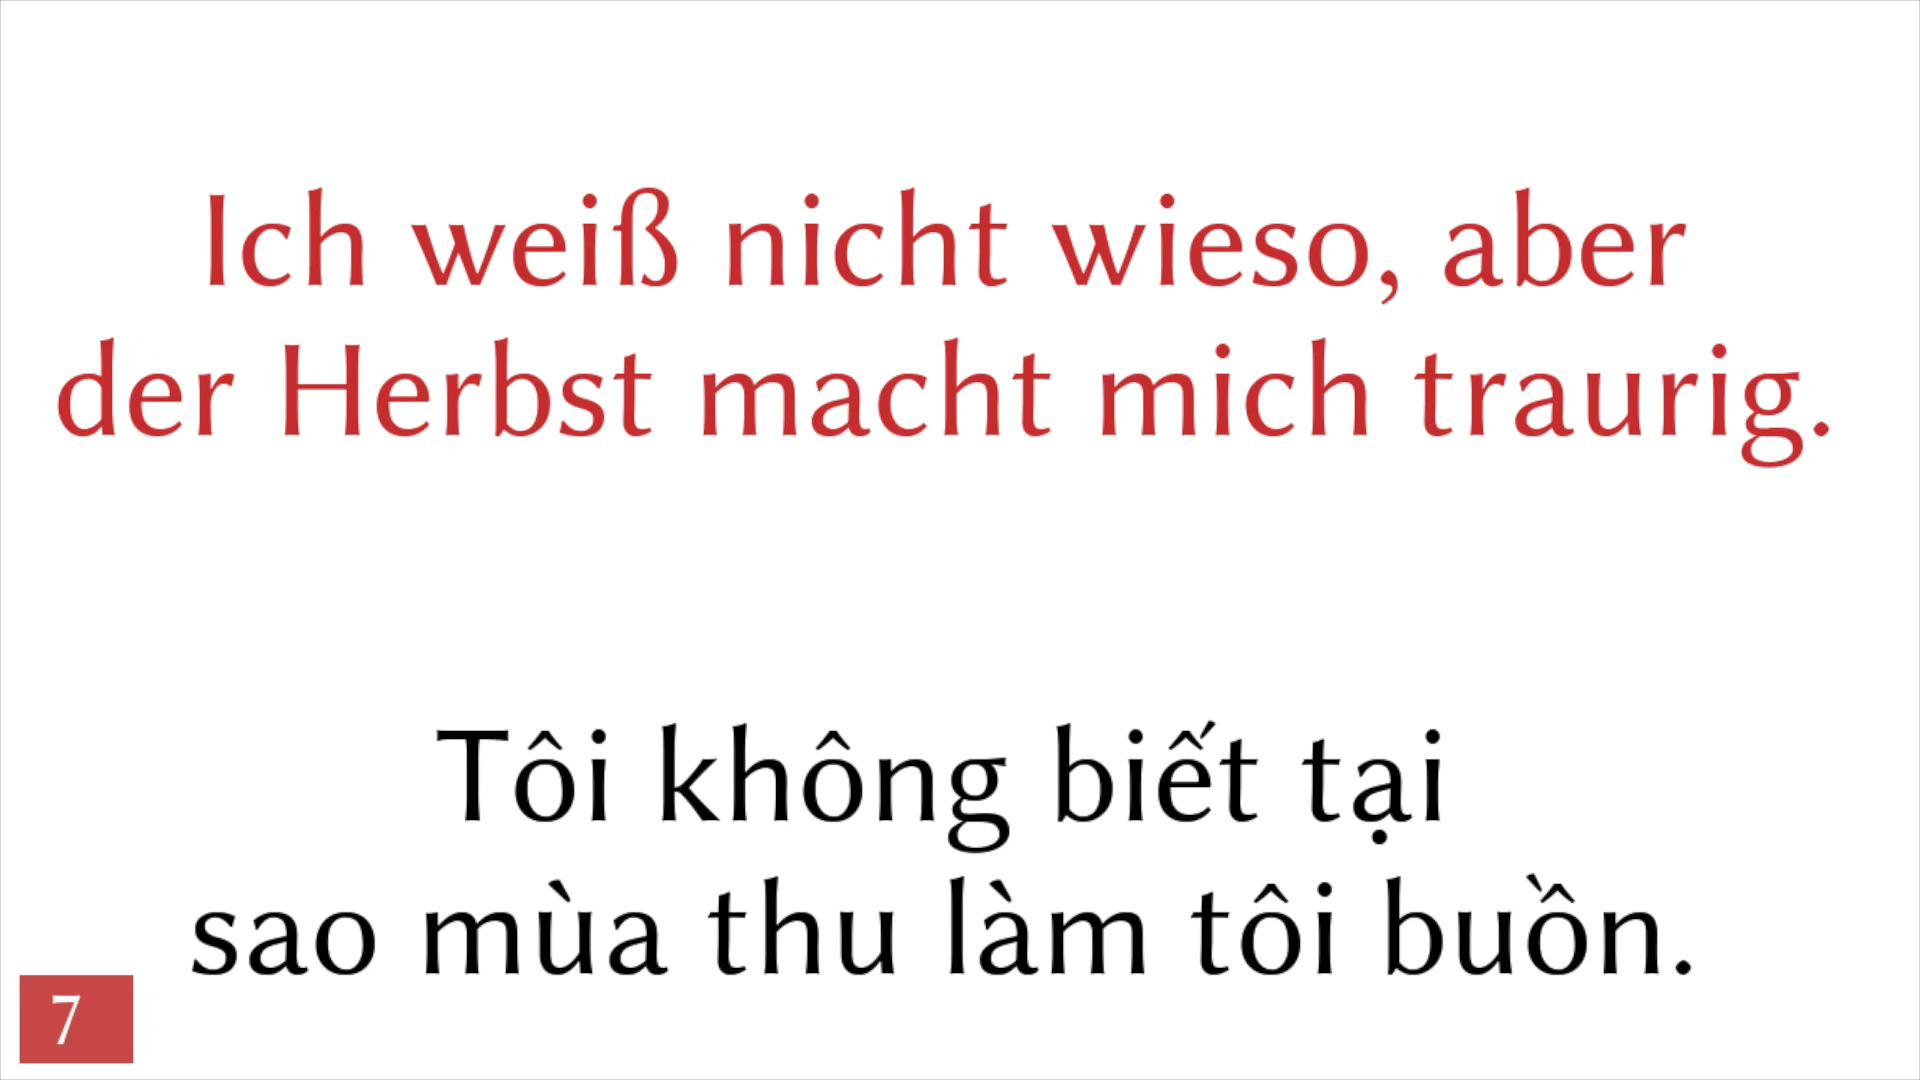 Ich weiß nicht wieso, aber
der Herbst macht mich traurig.
Tôi không biết tại
sao mùa thu làm tôi buồn.
7